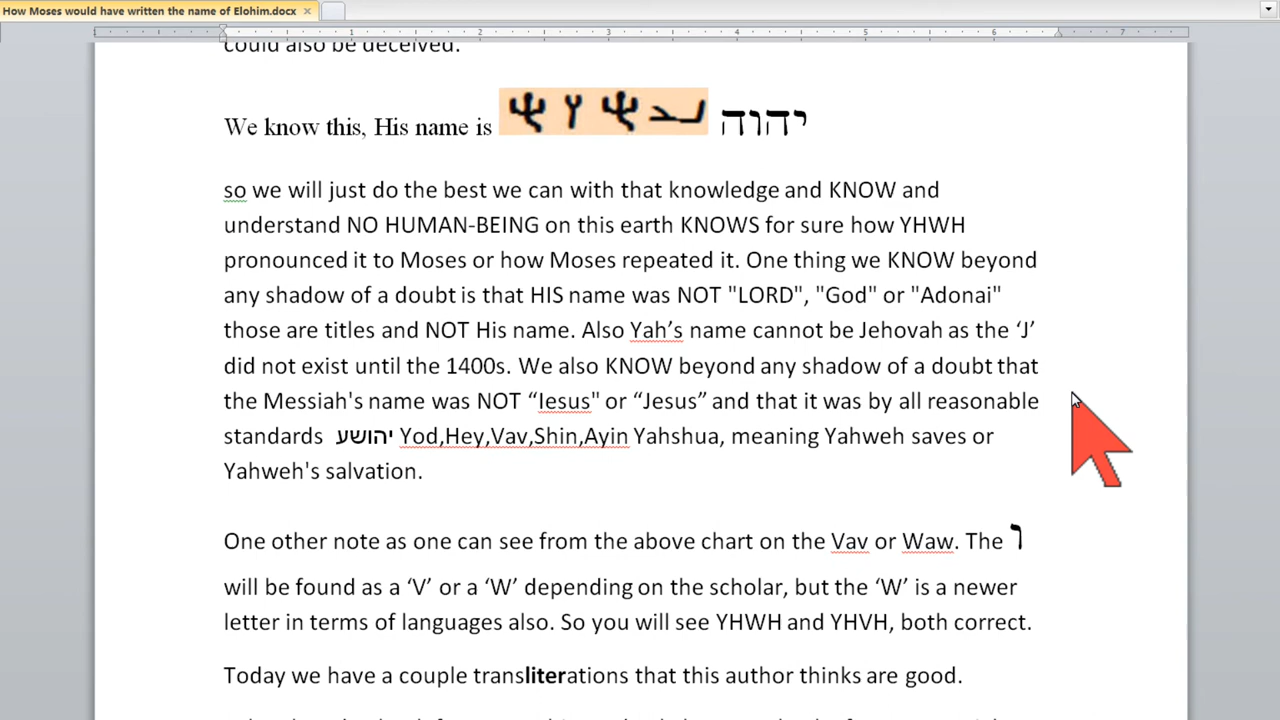 How Moses would have written the name of Elohim.docx
1 1 2 3 4 5 6 7
could also be deceived.
We know this, His name is יהוה
so we will just do the best we can with that knowledge and KNOW and
understand NO HUMAN-BEING on this earth KNOWS for sure how YHWH
pronounced it to Moses or how Moses repeated it. One thing we KNOW beyond
any shadow of a doubt is that HIS name was NOT "LORD", "God" or "Adonai"
those are titles and NOT His name. Also Yah’s name cannot be Jehovah as the ‘J’
did not exist until the 1400s. We also KNOW beyond any shadow of a doubt that
the Messiah's name was NOT “Iesus" or “Jesus” and that it was by all reasonable
standards יהושע Yod,Hey,Vav,Shin,Ayin Yahshua, meaning Yahweh saves or
Yahweh's salvation.
One other note as one can see from the above chart on the Vav or Waw. The ו
will be found as a ‘V’ or a ‘W’ depending on the scholar, but the ‘W’ is a newer
letter in terms of languages also. So you will see YHWH and YHVH, both correct.
Today we have a couple transliterations that this author thinks are good.